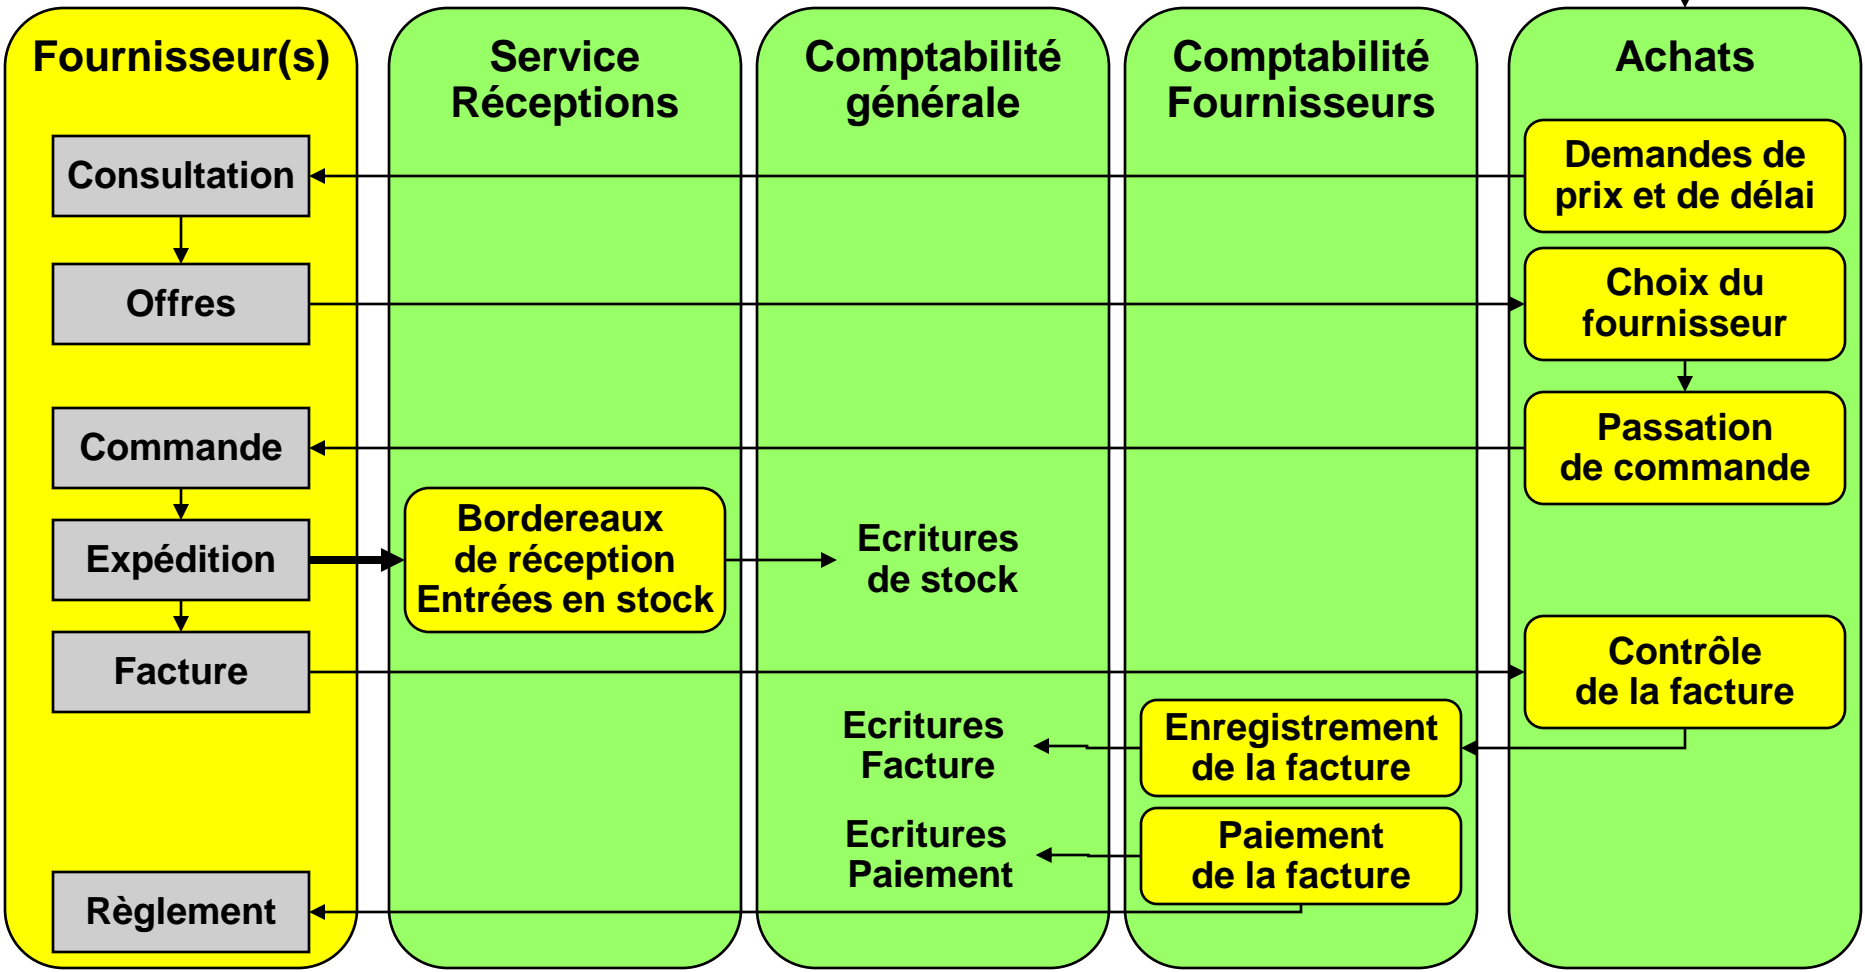 Fournisseur(s)
Service
Réceptions
Comptabilité
générale
Comptabilité
Fournisseurs
Achats
Consultation
Demandes de
prix et de délai
Offres
Choix du
fournisseur
Commande
Passation
de commande
Expédition
Bordereaux
de réception
Entrées en stock
Ecritures
de stock
Facture
Contrôle
de la facture
Ecritures
Facture
Enregistrement
de la facture
Ecritures
Paiement
Paiement
de la facture
Règlement